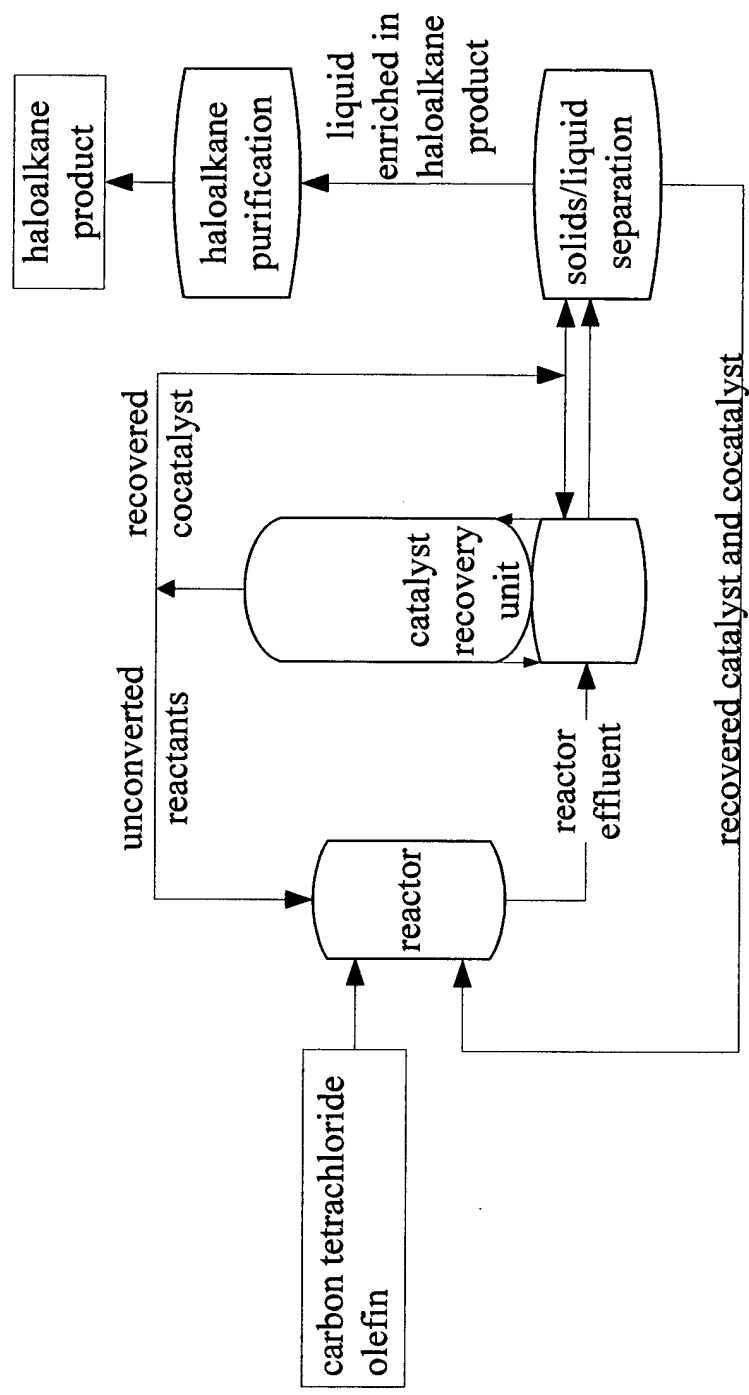 carbon tetrachloride
olefin
unconverted
reactants
reactor
reactor
effluent
recovered
cocatalyst
catalyst
recovery
unit
recovered catalyst and cocatalyst
haloalkane
product
haloalkane
purification
liquid
enriched in
haloalkane
product
solids/liquid
separation